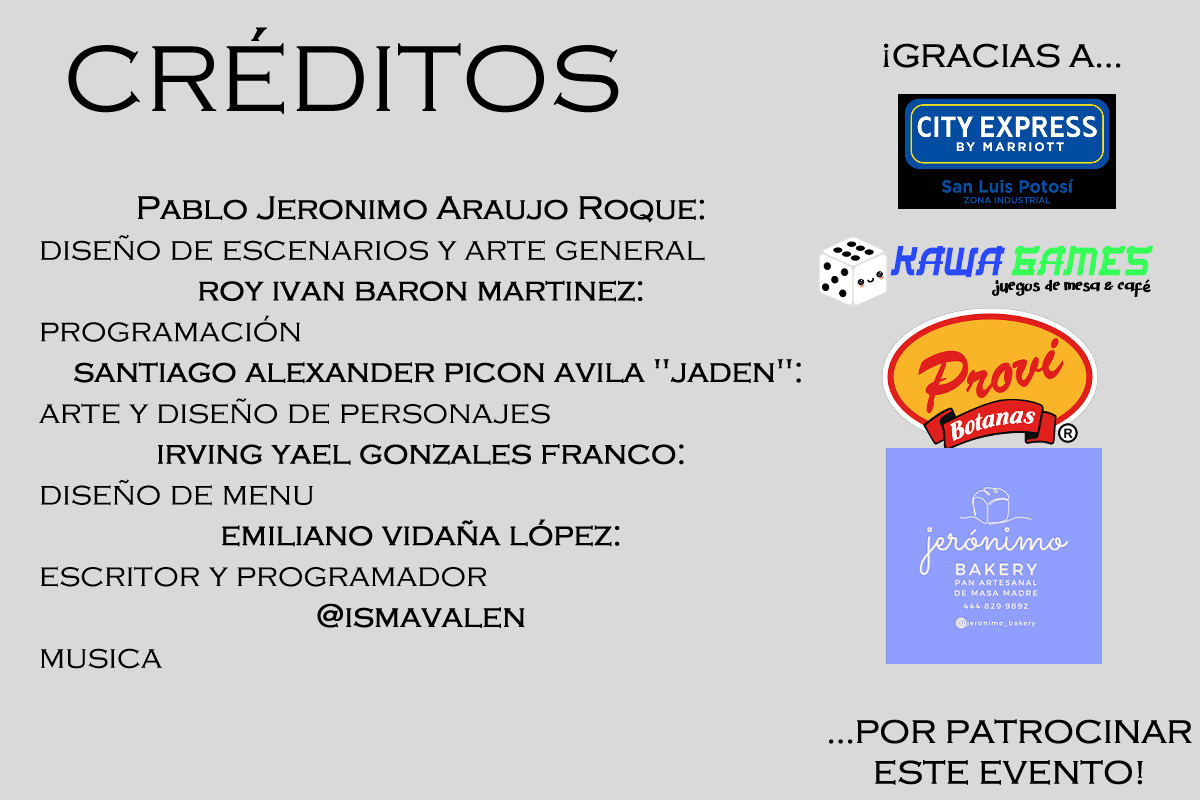 CRÉDITOS
Pablo Jeronimo Araujo Roque:
DISEÑO DE ESCENARIOS Y ARTE GENERAL
ROY IVAN BARON MARTINEZ:
PROGRAMACIÓN
SANTIAGO ALEXANDER PICON AVILA "JADEN":
ARTE Y DISEÑO DE PERSONAJES
IRVING YAEL GONZALES FRANCO:
DISEÑO DE MENU
EMILIANO VIDAÑA LÓPEZ:
ESCRITOR Y PROGRAMADOR
@ISMAVALEN
MUSICA
¡GRACIAS A...
CITY EXPRESS
BY MARRIOTT
San Luis Potosí
ZONA INDUSTRIAL
KAWA GAMES
juegos de mesa & café
Provi
Botanas
®
jerónimo
BAKERY
PAN ARTESANAL
DE MASA MADRE
444-829-9892
jeronimo_bakery
...POR PATROCINAR
ESTE EVENTO!